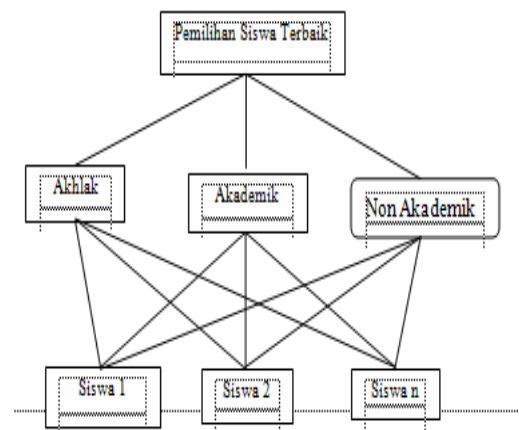 Pemilihan Siswa Terbaik
Akhlak
Akademik
Non Akademik
Siswa 1
Siswa 2
Siswa n